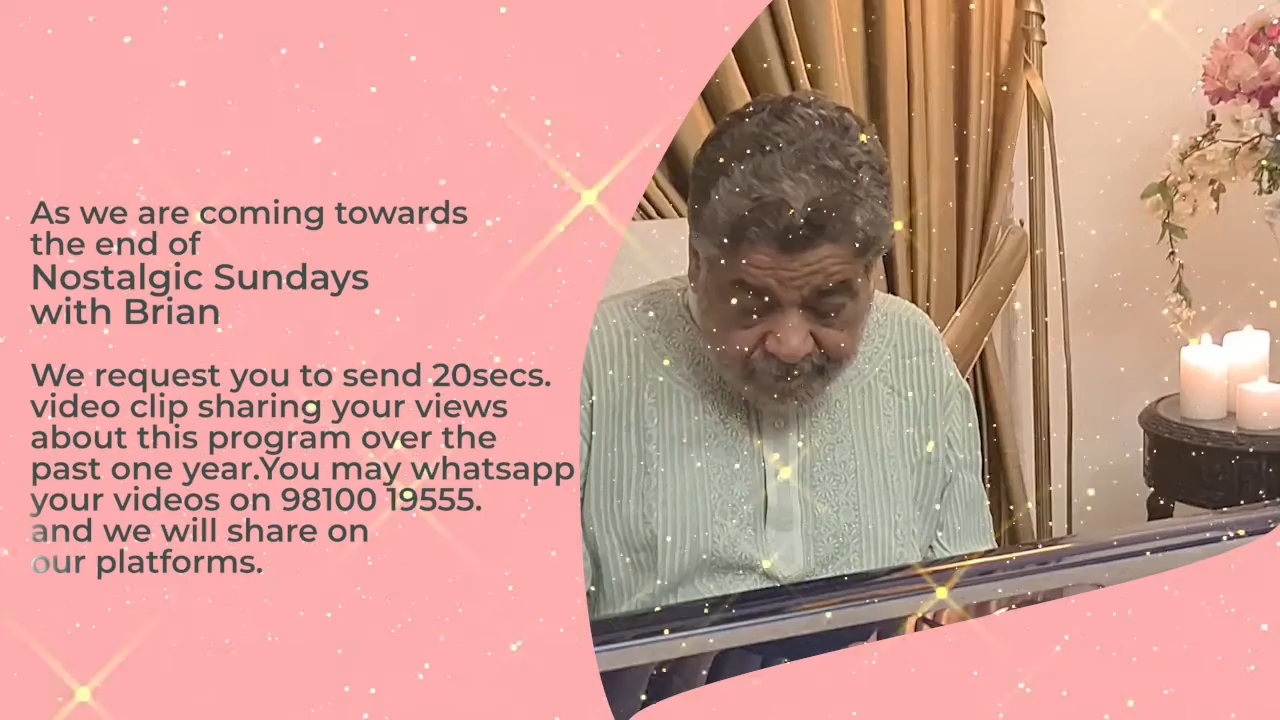 As we are coming towards
the end of
Nostalgic Sundays
with Brian
We request you to send 20secs.
video clip sharing your views
about this program over the
past one year.You may whatsapp
your videos on 98100 19555.
and we will share on
our platforms.